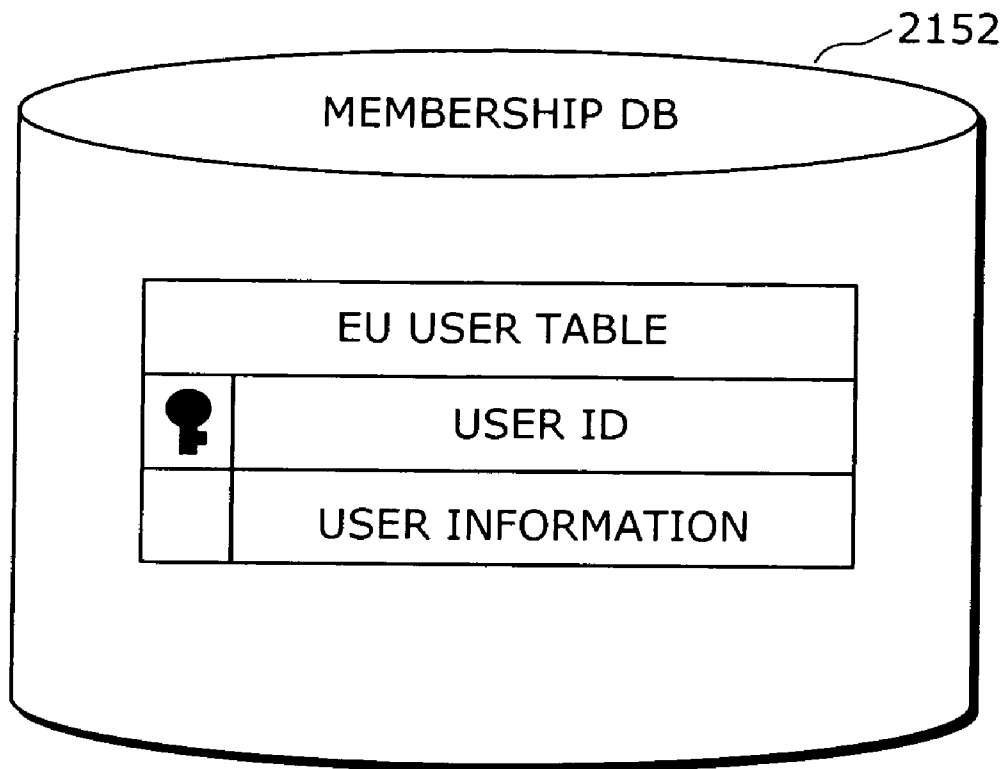 2152
MEMBERSHIP DB
EU USER TABLE
USER ID
USER INFORMATION